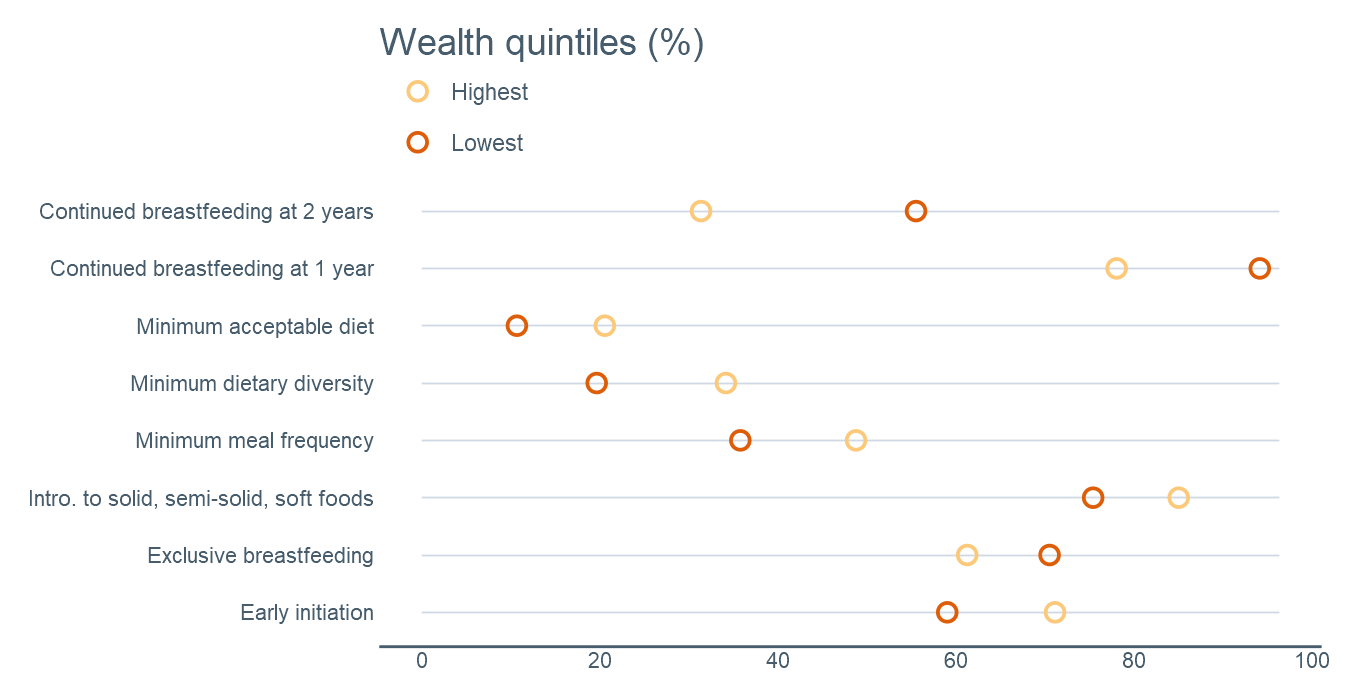 Wealth quintiles (%)
Highest
Lowest
Continued breastfeeding at 2 years
Continued breastfeeding at 1 year
Minimum acceptable diet
Minimum dietary diversity
Minimum meal frequency
Intro. to solid, semi-solid, soft foods
Exclusive breastfeeding
Early initiation
0 20 40 60 80 100